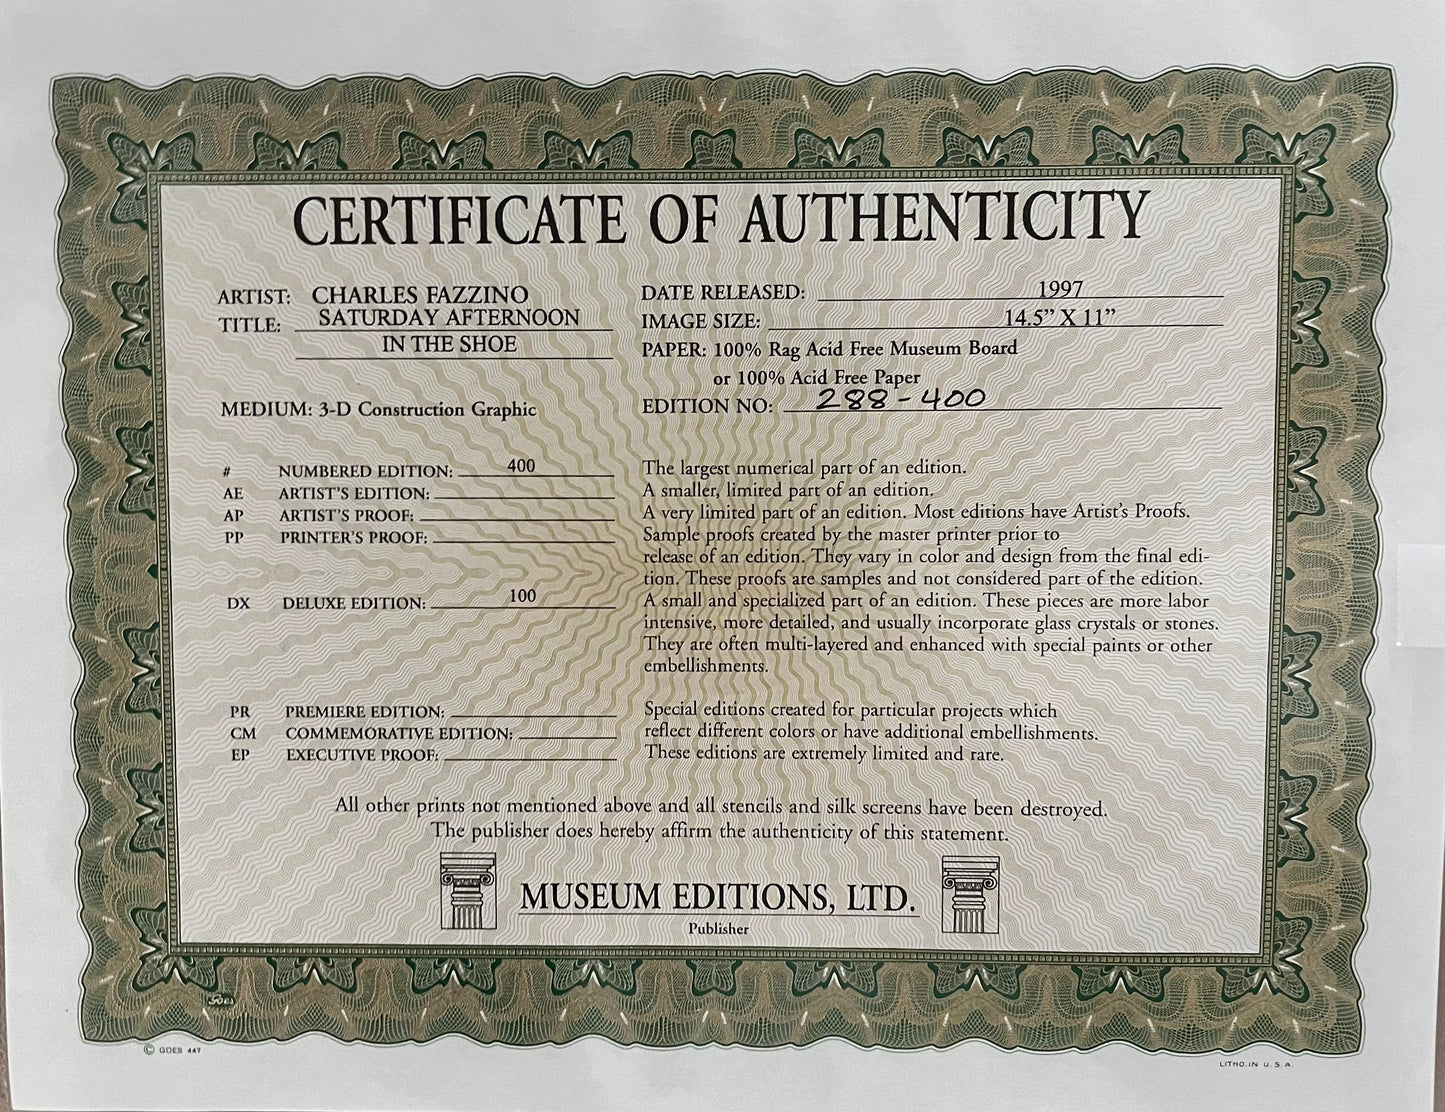 CERTIFICATE OF AUTHENTICITY
ARTIST: CHARLES FAZZINO
TITLE: SATURDAY AFTERNOON
IN THE SHOE
MEDIUM: 3-D Construction Graphic
DATE RELEASED: 1997
IMAGE SIZE: 14.5” X 11”
PAPER: 100% Rag Acid Free Museum Board
or 100% Acid Free Paper
EDITION NO: 288-400
# NUMBERED EDITION: 400 The largest numerical part of an edition.
AE ARTIST'S EDITION: A smaller, limited part of an edition.
AP ARTIST'S PROOF: A very limited part of an edition. Most editions have Artist's Proofs.
PP PRINTER'S PROOF: Sample proofs created by the master printer prior to
release of an edition. They vary in color and design from the final edi-
tion. These proofs are samples and not considered part of the edition.
DX DELUXE EDITION: 100 A small and specialized part of an edition. These pieces are more labor
intensive, more detailed, and usually incorporate glass crystals or stones.
They are often multi-layered and enhanced with special paints or other
embellishments.
PR PREMIERE EDITION: Special editions created for particular projects which
CM COMMEMORATIVE EDITION: reflect different colors or have additional embellishments.
EP EXECUTIVE PROOF: These editions are extremely limited and rare.
All other prints not mentioned above and all stencils and silk screens have been destroyed.
The publisher does hereby affirm the authenticity of this statement.
MUSEUM EDITIONS, LTD.
Publisher
Goes
© GOES 447
LITHO. IN U. S. A.